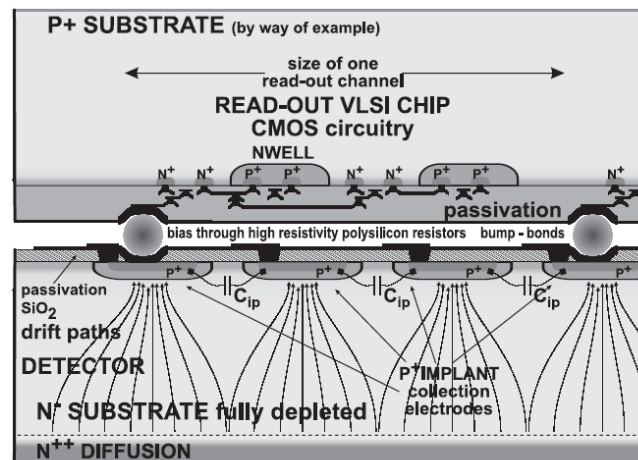 P+ SUBSTRATE (by way of example)
size of one
read-out channel
READ-OUT VLSI CHIP
CMOS circuitry
NWELL
N+ N+ P+ P+ N+ N+ P+ P+ N+
passivation
bias through high resistivity polysilicon resistors bump - bonds
P+ P+ P+ P+
Cip Cip Cip
passivation
SiO2
drift paths
DETECTOR
P+IMPLANT
collection
electrodes
N- SUBSTRATE fully depleted
N++ DIFFUSION